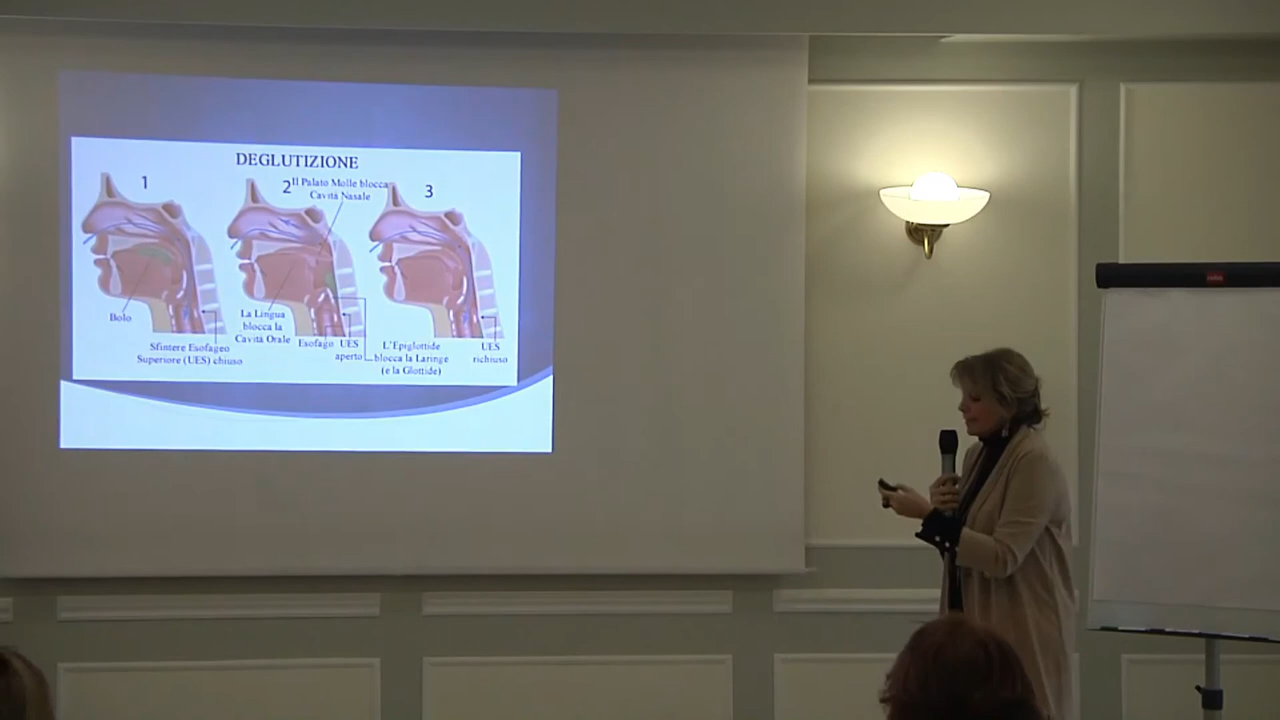 DEGLUTIZIONE
1
2
Il Palato Molle blocca
Cavità Nasale
3
Bolo
Sfintere Esofageo
Superiore (UES) chiuso
La Lingua
blocca la
Cavità Orale
Esofago
UES
aperto
L'Epiglottide
blocca la Laringe
(e la Glottide)
UES
richiuso